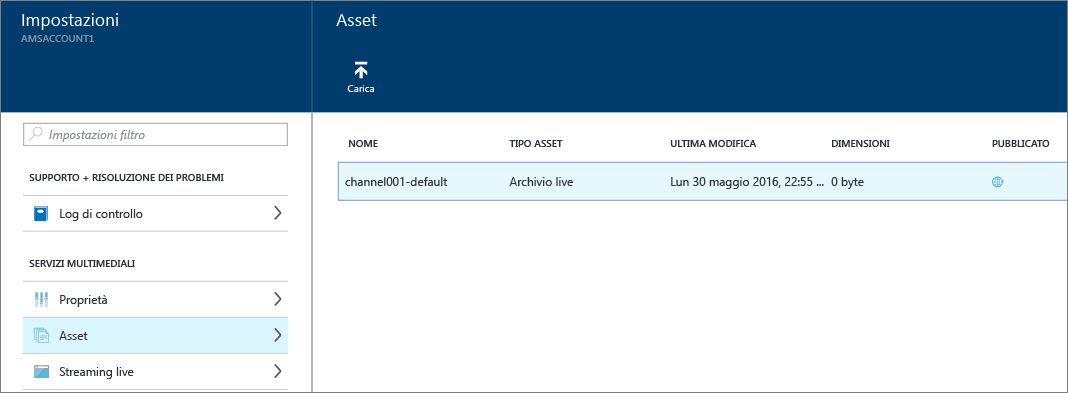 Impostazioni
AMSACCOUNT1
Impostazioni filtro
SUPPORTO + RISOLUZIONE DEI PROBLEMI
Log di controllo
SERVIZI MULTIMEDIALI
Proprietà
Asset
Streaming live
Asset
Carica
NOME TIPO ASSET ULTIMA MODIFICA DIMENSIONI PUBBLICATO
channel001-default Archivio live Lun 30 maggio 2016, 22:55 ... 0 byte